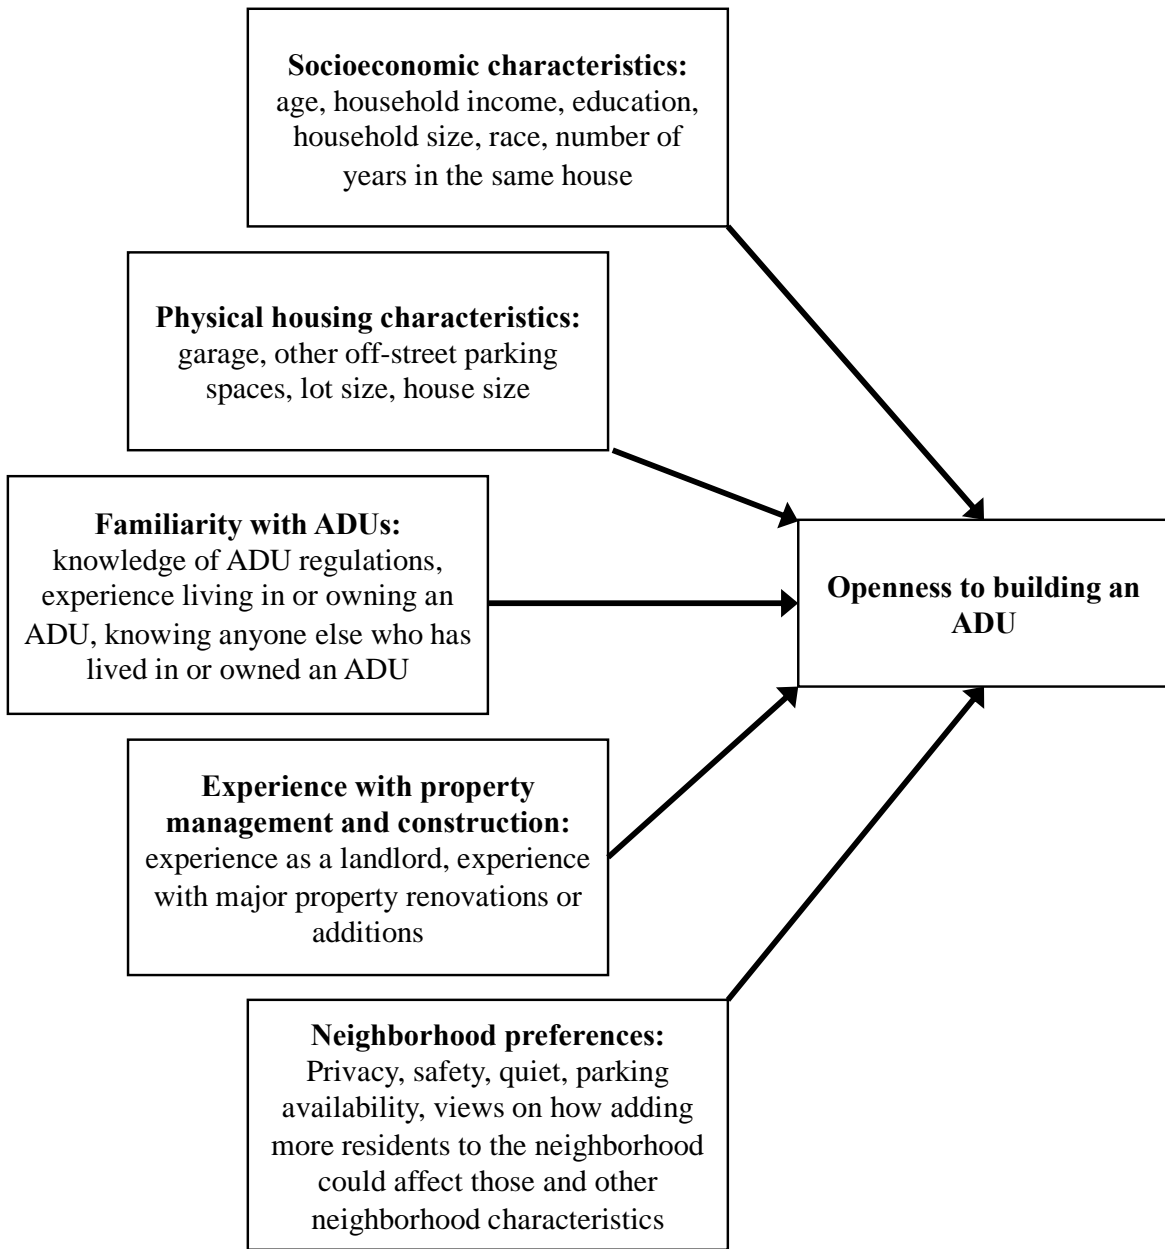 Socioeconomic characteristics:
age, household income, education,
household size, race, number of
years in the same house
Physical housing characteristics:
garage, other off-street parking
spaces, lot size, house size
Familiarity with ADUs:
knowledge of ADU regulations,
experience living in or owning an
ADU, knowing anyone else who has
lived in or owned an ADU
Openness to building an
ADU
Experience with property
management and construction:
experience as a landlord, experience
with major property renovations or
additions
Neighborhood preferences:
Privacy, safety, quiet, parking
availability, views on how adding
more residents to the neighborhood
could affect those and other
neighborhood characteristics